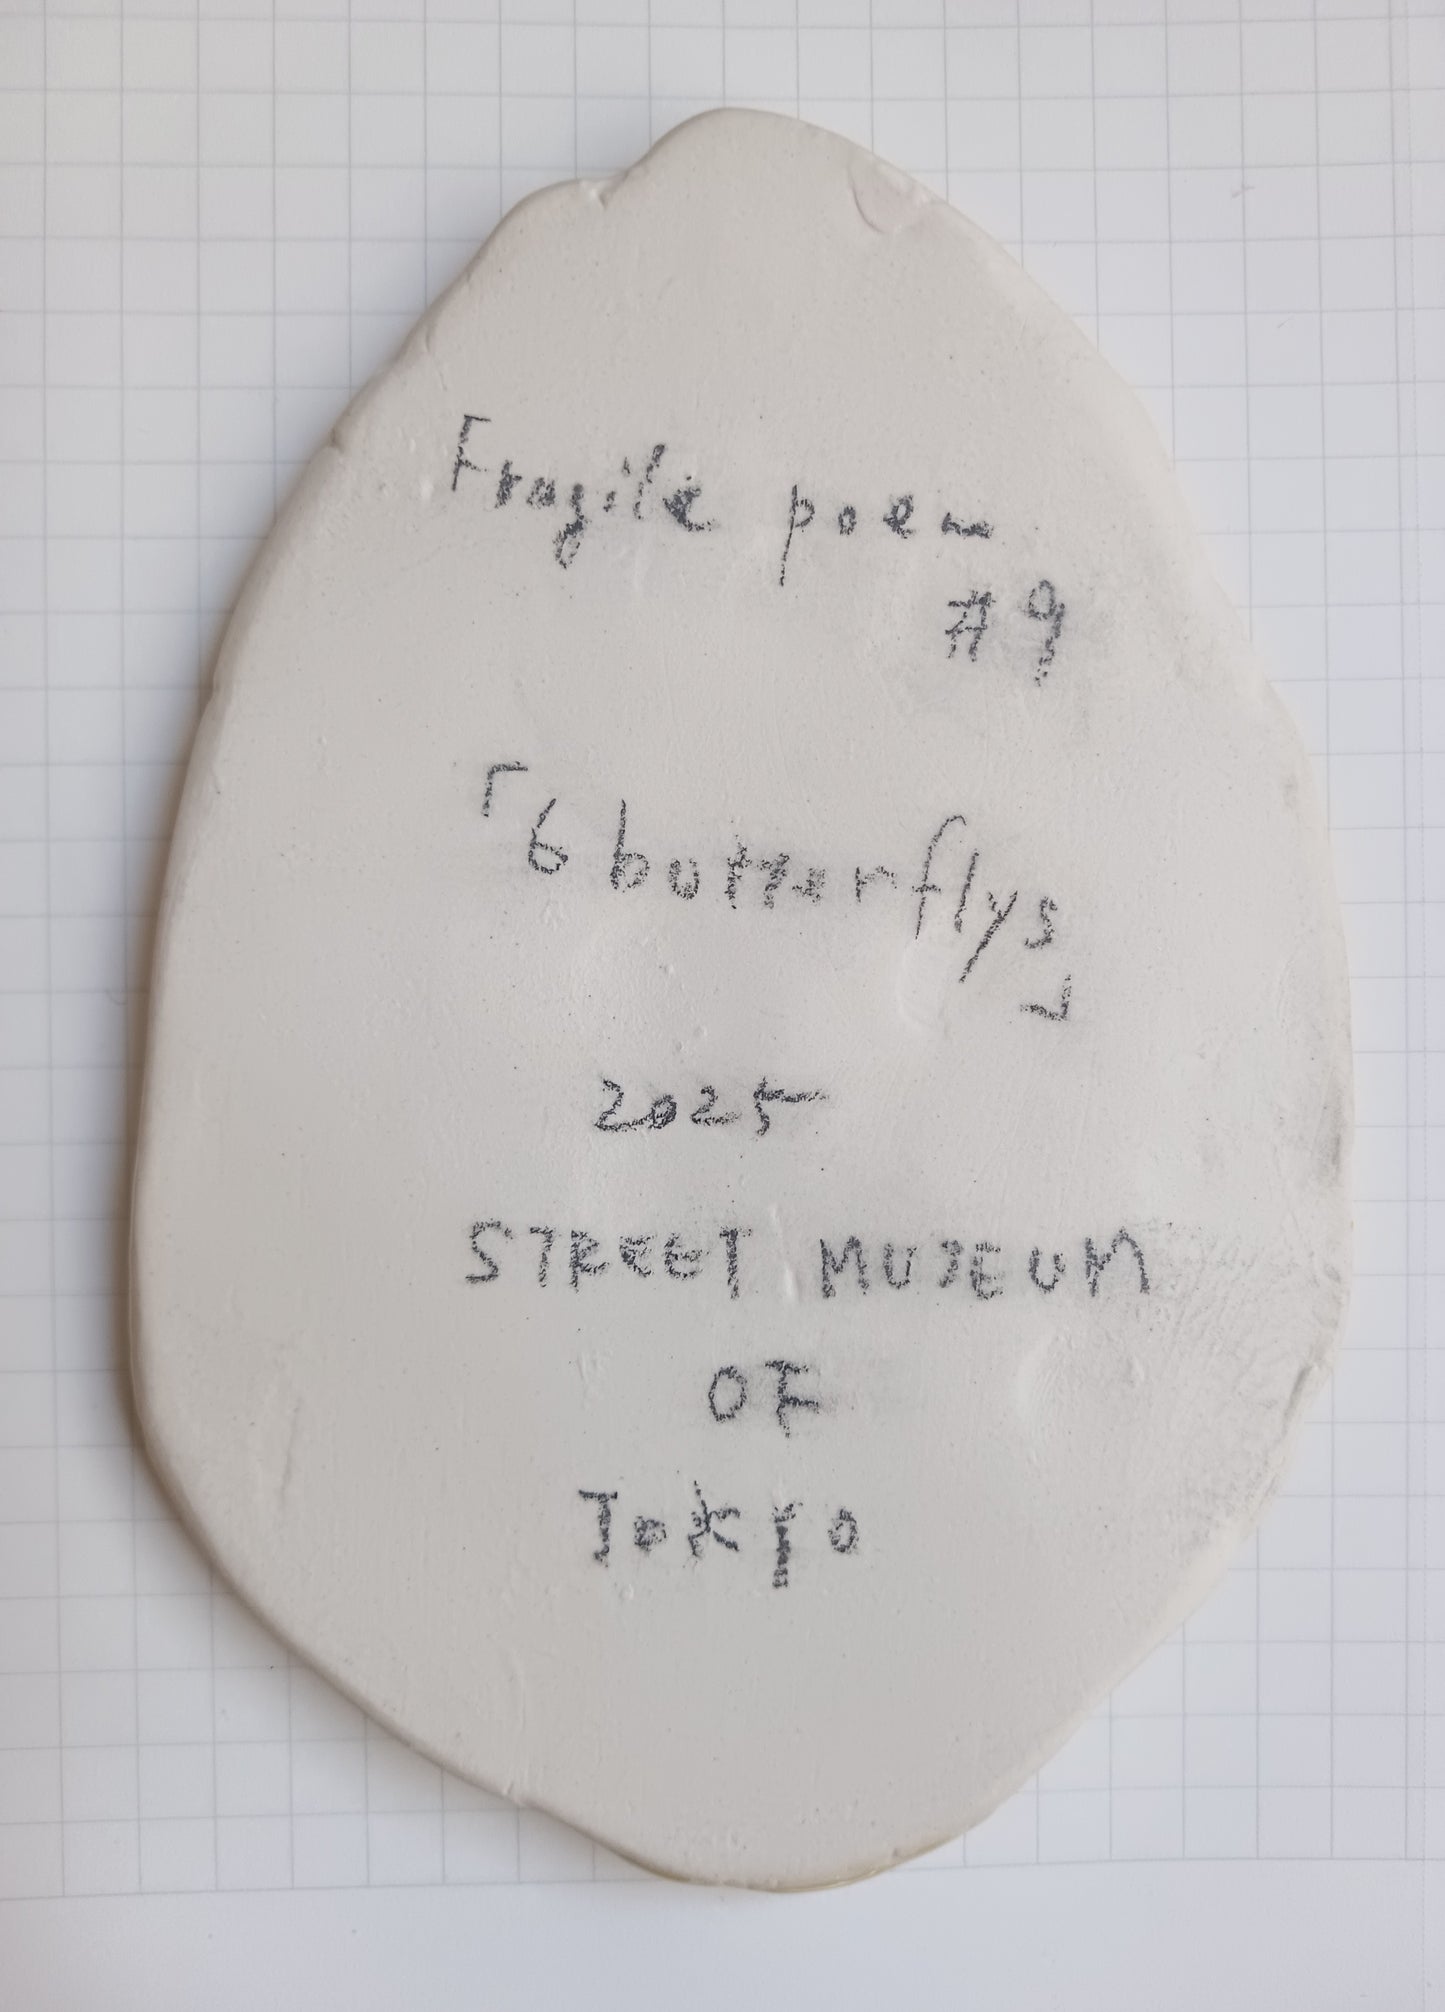 Fragile poem
#9
「6 butterflys」
2025
STREET MUSEUM
OF
Tokyo